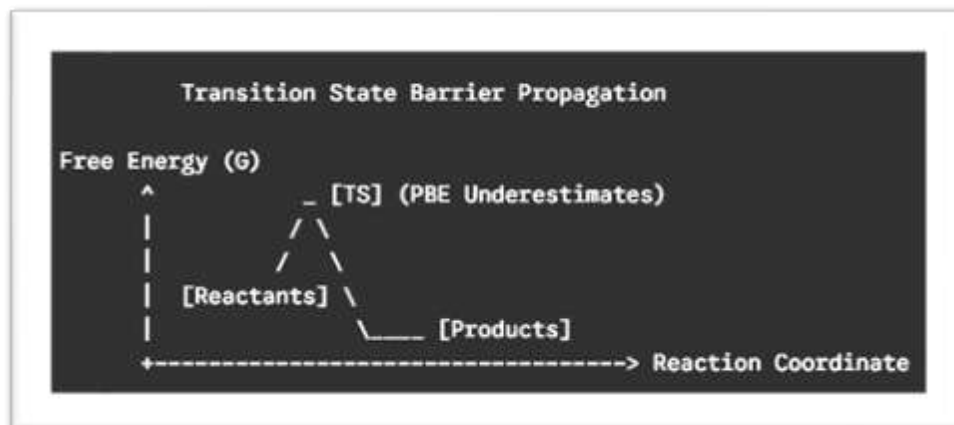 Transition State Barrier Propagation
Free Energy (G)
[TS] (PBE Underestimates)
[Reactants]
[Products]
Reaction Coordinate